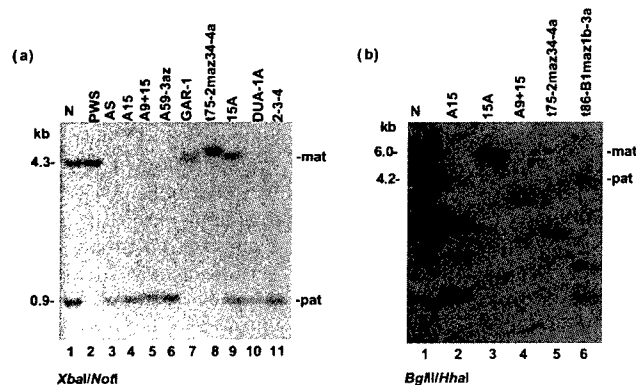 (a)
N
PWS
AS
A15
A9+15
A59-3az
GAR-1
t75-2maz34-4a
15A
DUA-1A
2-3-4
kb
4.3-
-mat
0.9-
-pat
1 2 3 4 5 6 7 8 9 10 11
XbaI/NotI
(b)
N
A15
15A
A9+15
t75-2maz34-4a
t86-B1maz1b-3a
kb
6.0-
-mat
4.2-
-pat
1 2 3 4 5 6
BglII/HhaI